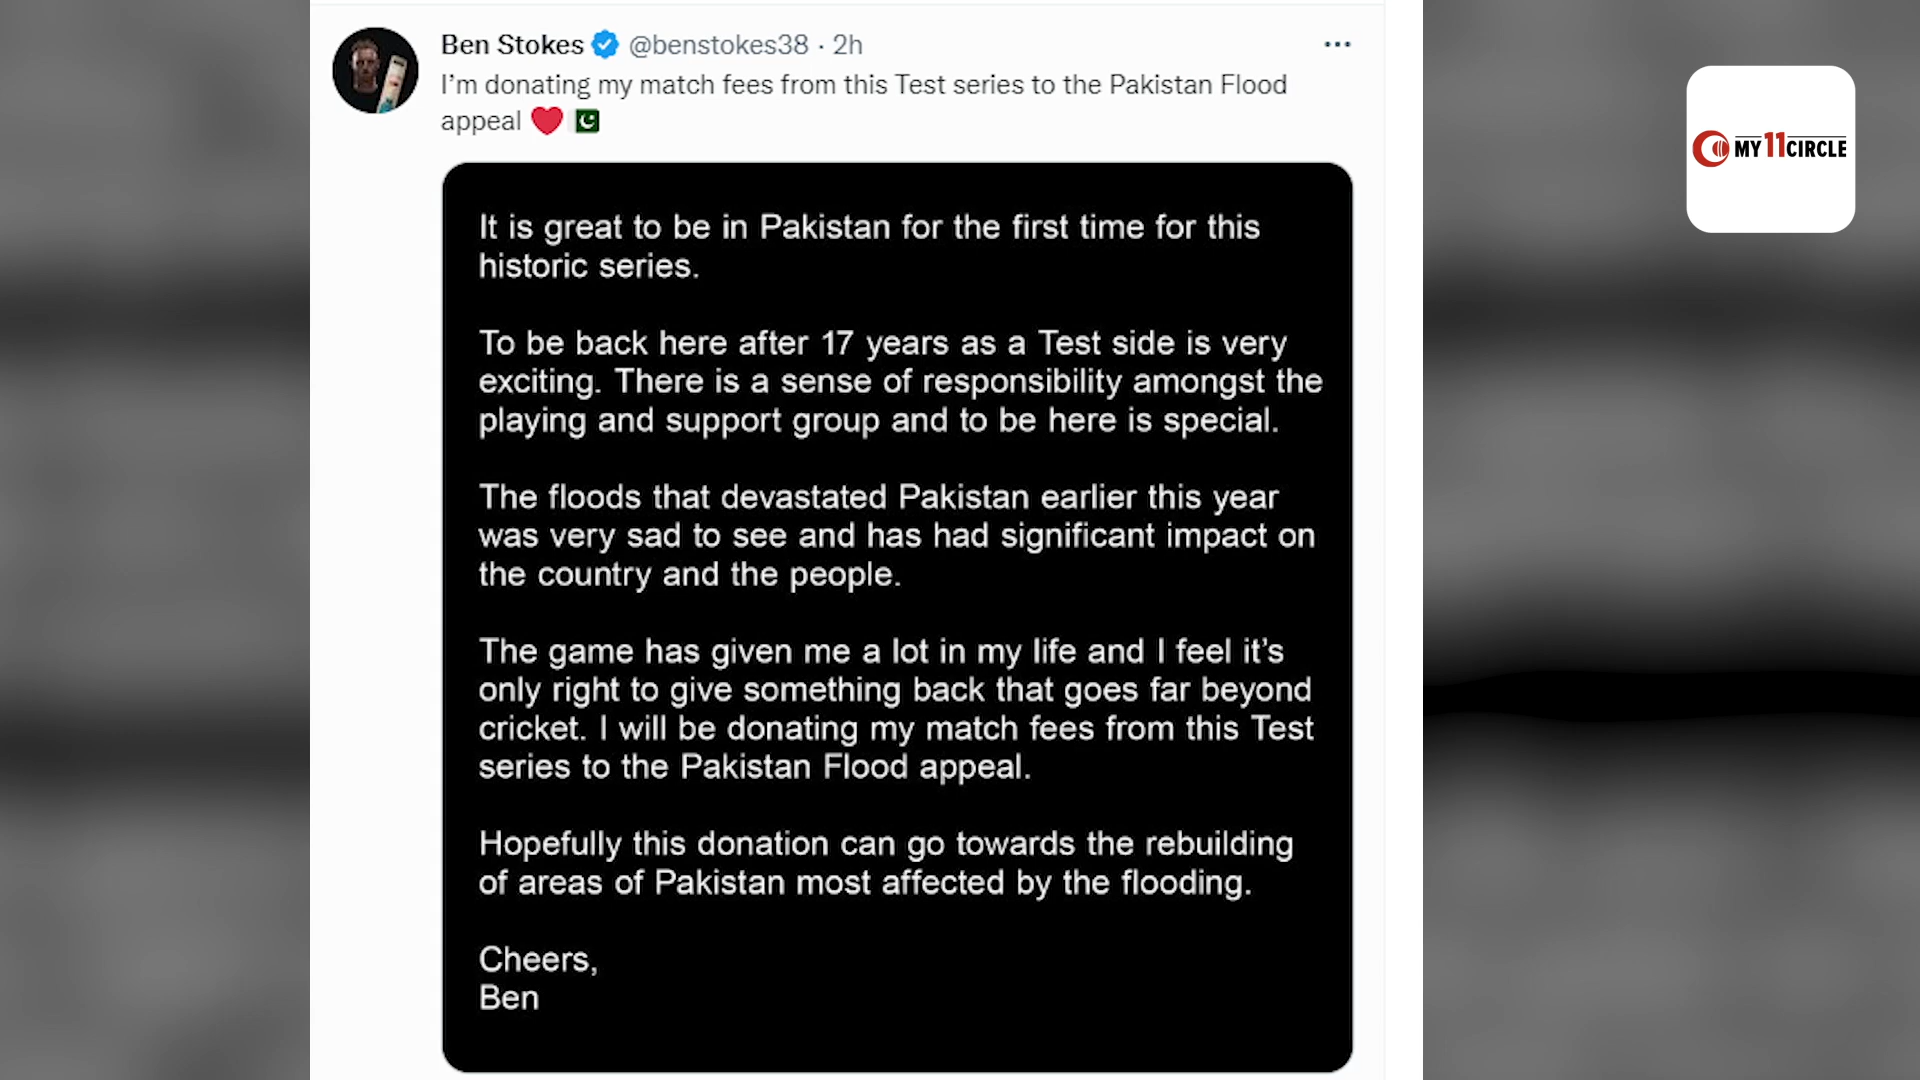 Ben Stokes @benstokes38 · 2h
I’m donating my match fees from this Test series to the Pakistan Flood
appeal ❤️ 🇵🇰
MY11CIRCLE
It is great to be in Pakistan for the first time for this
historic series.
To be back here after 17 years as a Test side is very
exciting. There is a sense of responsibility amongst the
playing and support group and to be here is special.
The floods that devastated Pakistan earlier this year
was very sad to see and has had significant impact on
the country and the people.
The game has given me a lot in my life and I feel it’s
only right to give something back that goes far beyond
cricket. I will be donating my match fees from this Test
series to the Pakistan Flood appeal.
Hopefully this donation can go towards the rebuilding
of areas of Pakistan most affected by the flooding.
Cheers,
Ben